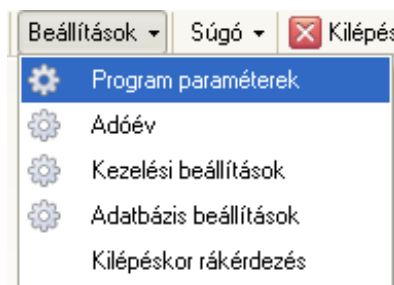 Beállítások Súgó Kilépés
Program paraméterek
Adóév
Kezelési beállítások
Adatbázis beállítások
Kilépéskor rákérdezés